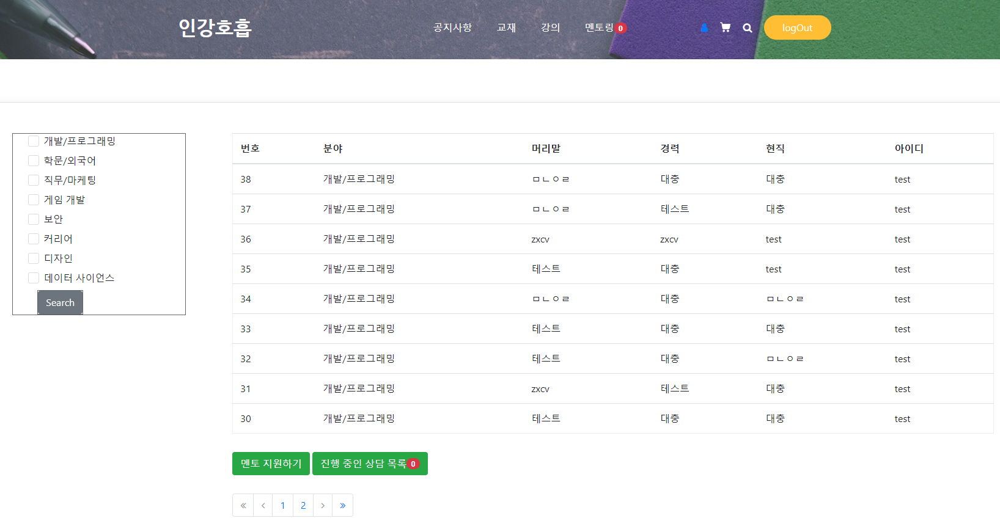 인강호흡 공지사항 교재 강의 멘토링 0 logOut
개발/프로그래밍
학문/외국어
직무/마케팅
게임 개발
보안
커리어
디자인
데이터 사이언스
Search
번호 분야 머리말 경력 현직 아이디
38 개발/프로그래밍 ㅁㄴㅇㄹ 대충 대충 test
37 개발/프로그래밍 ㅁㄴㅇㄹ 테스트 대충 test
36 개발/프로그래밍 zxcv zxcv test test
35 개발/프로그래밍 테스트 대충 test test
34 개발/프로그래밍 ㅁㄴㅇㄹ 대충 ㅁㄴㅇㄹ test
33 개발/프로그래밍 테스트 대충 대충 test
32 개발/프로그래밍 테스트 대충 ㅁㄴㅇㄹ test
31 개발/프로그래밍 zxcv 테스트 대충 test
30 개발/프로그래밍 테스트 대충 대충 test
멘토 지원하기 진행 중인 상담 목록 0
« ‹ 1 2 › »